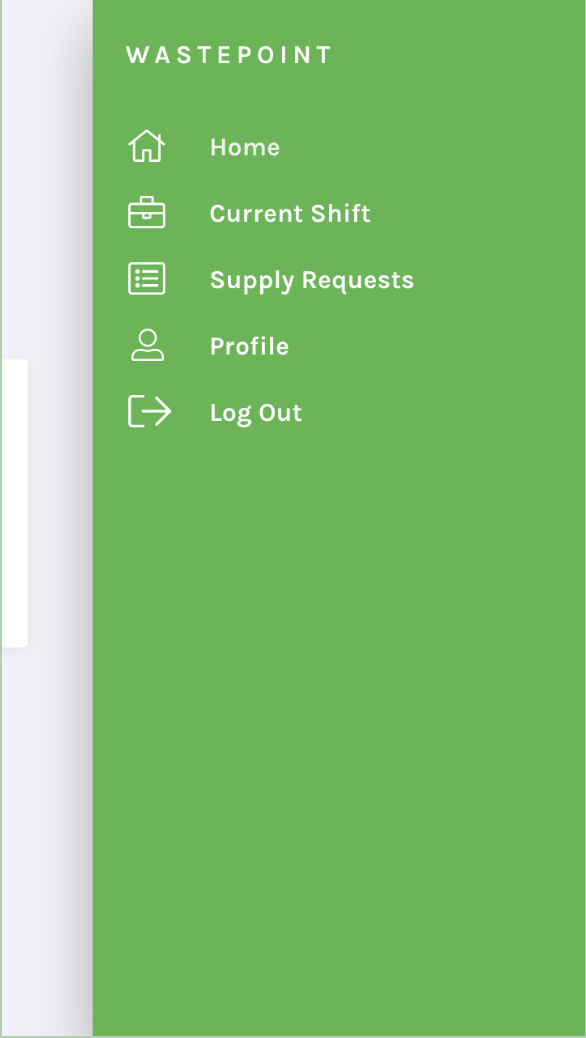 WASTEPOINT
Home
Current Shift
Supply Requests
Profile
Log Out